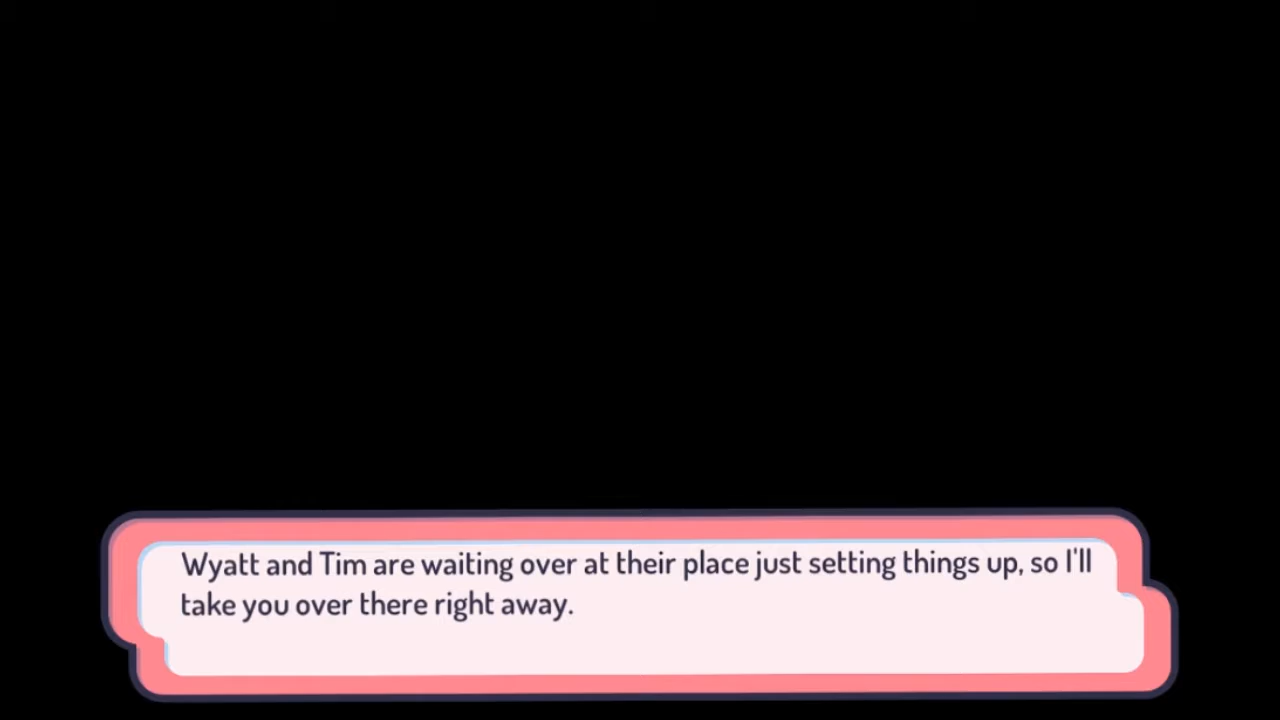 Wyatt and Tim are waiting over at their place just setting things up, so I'll
take you over there right away.